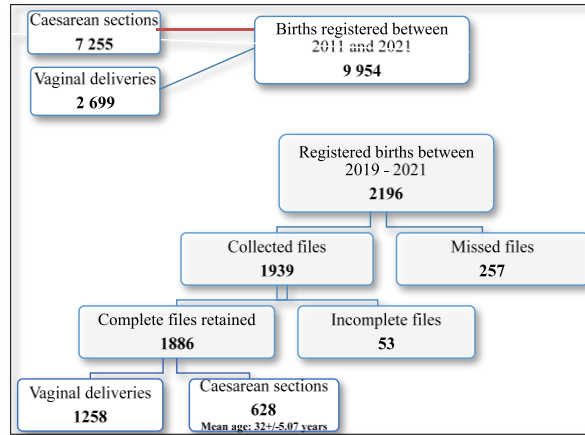 Caesarean sections
7 255
Births registered between
2011 and 2021
9 954
Vaginal deliveries
2 699
Registered births between
2019 - 2021
2196
Collected files
1939
Missed files
257
Complete files retained
1886
Incomplete files
53
Vaginal deliveries
1258
Caesarean sections
628
Mean age: 32+/-5.07 years